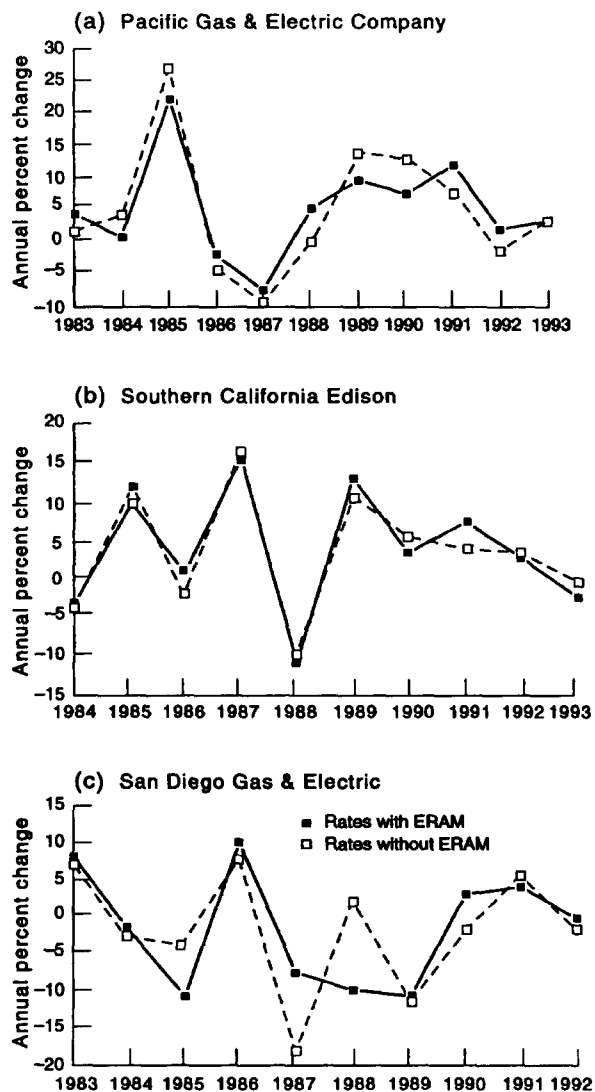 (a) Pacific Gas & Electric Company
Annual percent change
30
25
20
15
10
5
0
−5
−10
1983 1984 1985 1986 1987 1988 1989 1990 1991 1992 1993
(b) Southern California Edison
Annual percent change
20
15
10
5
0
−5
−10
−15
1984 1985 1986 1987 1988 1989 1990 1991 1992 1993
(c) San Diego Gas & Electric
Annual percent change
15
10
5
0
−5
−10
−15
−20
Rates with ERAM
Rates without ERAM
1983 1984 1985 1986 1987 1988 1989 1990 1991 1992